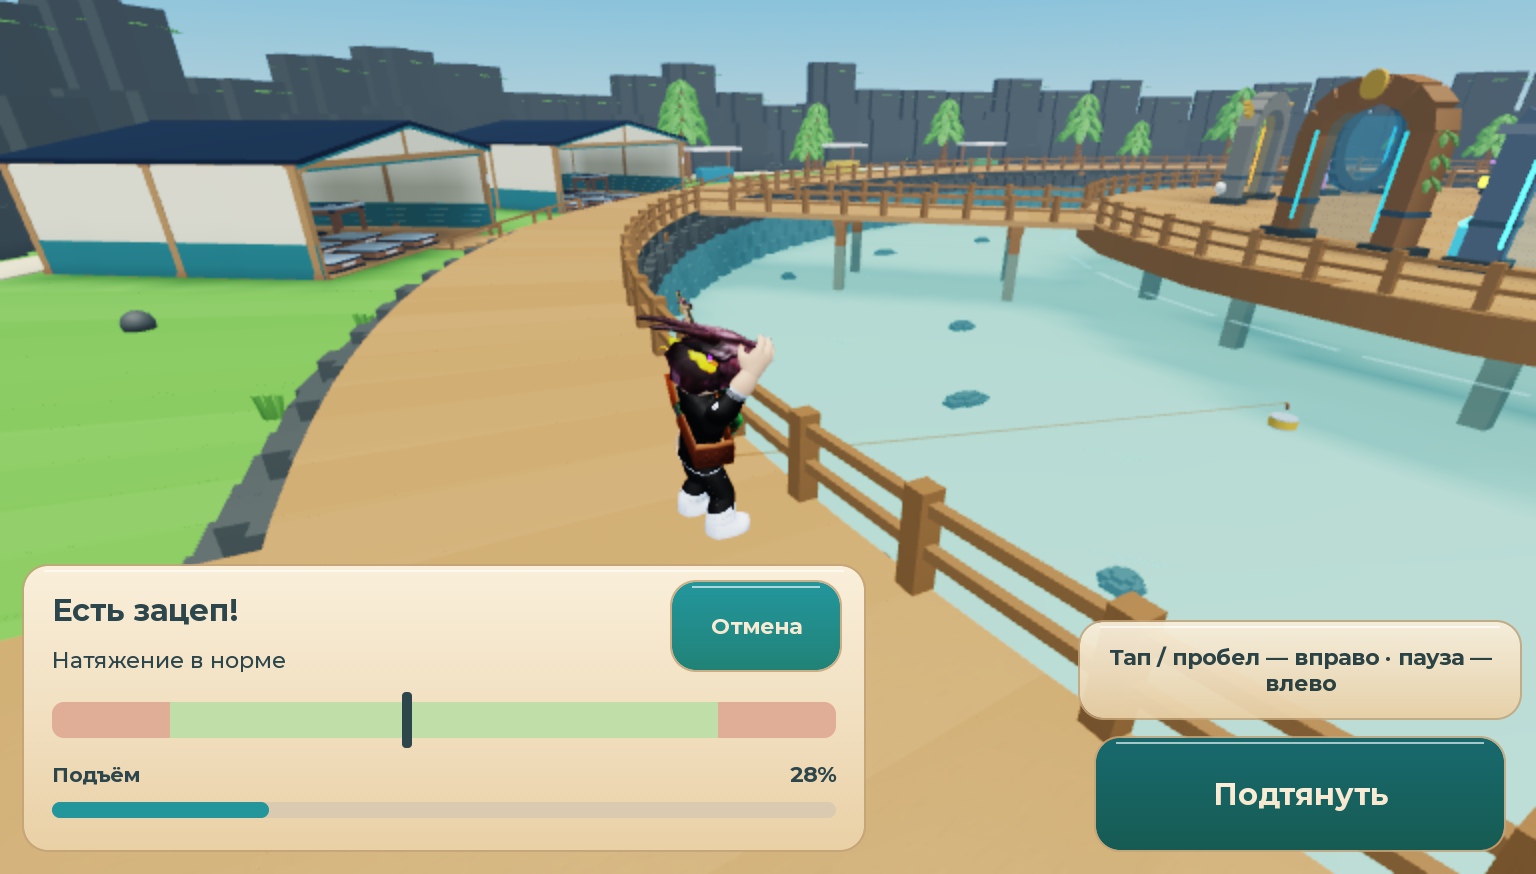 Есть зацеп!
Отмена
Натяжение в норме
Подъём
28%
Тап / пробел — вправо · пауза —
влево
Подтянуть